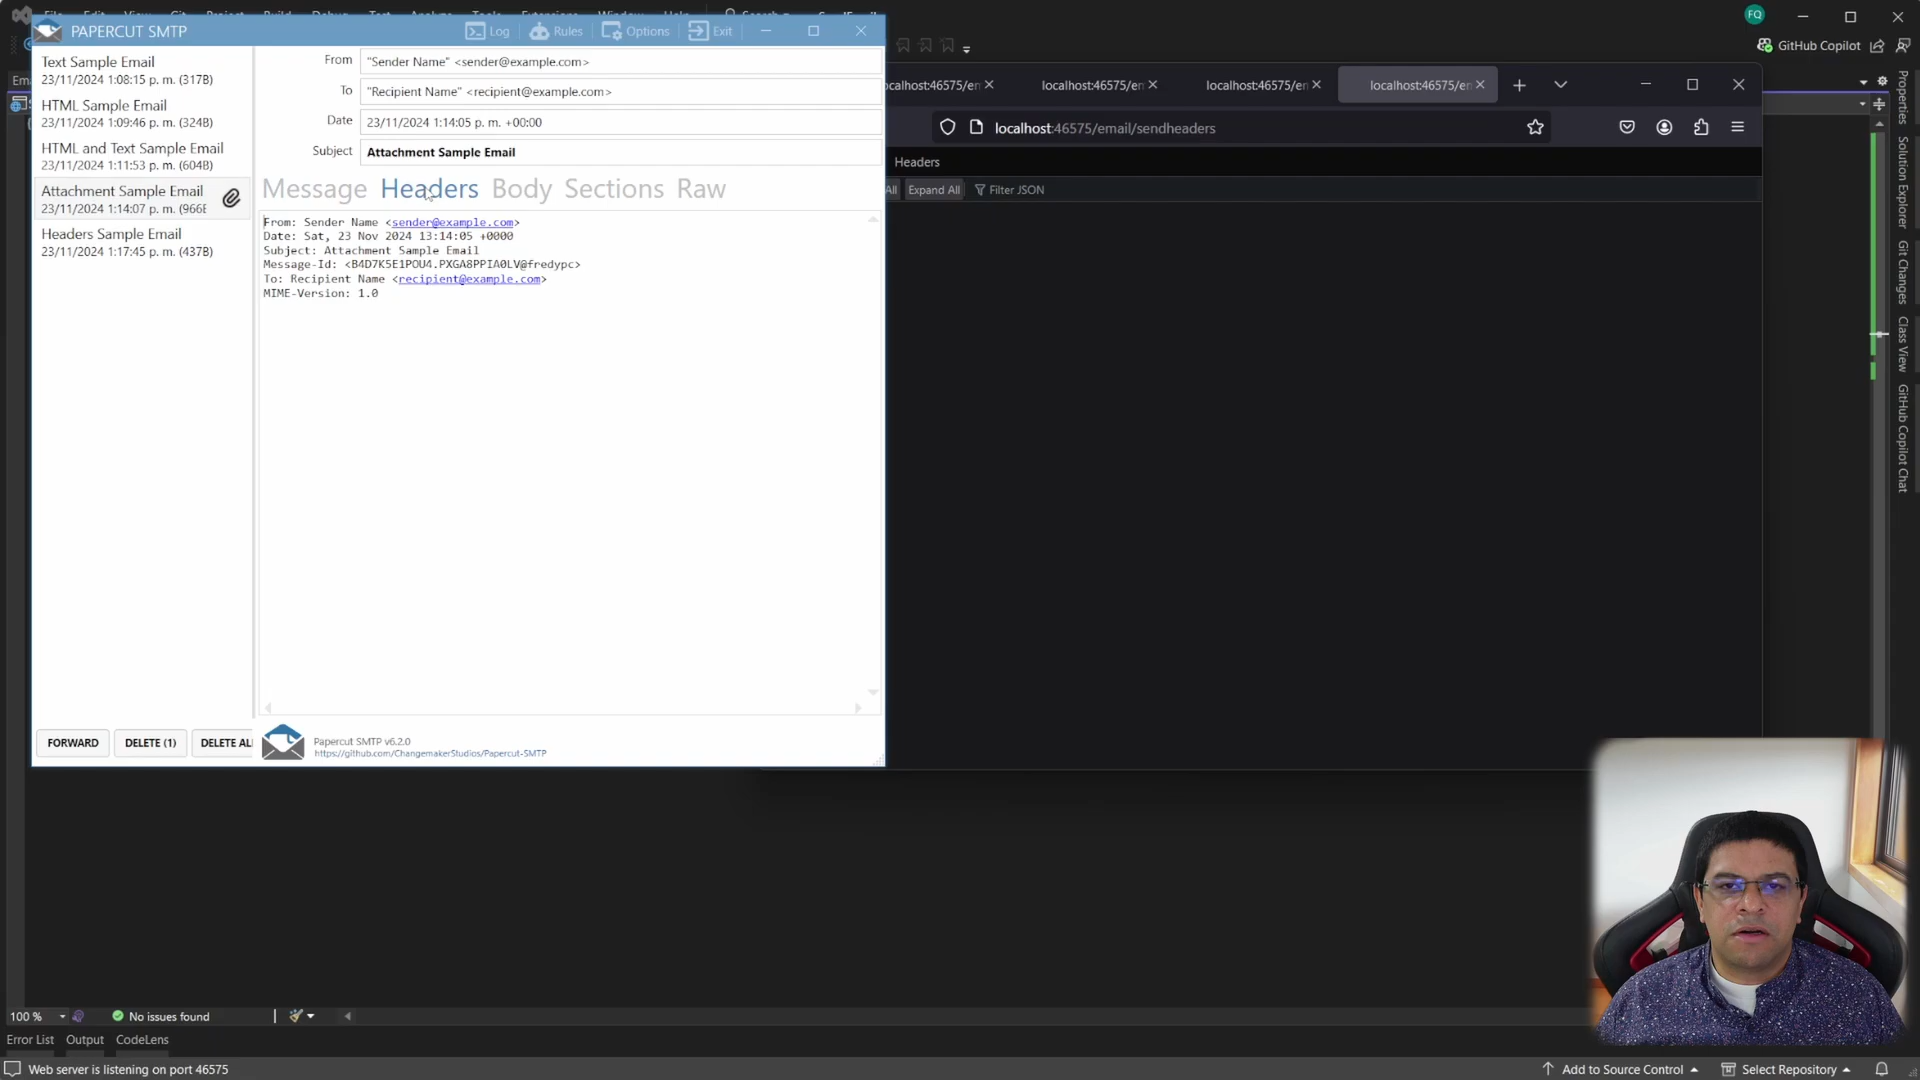 PAPERCUT SMTP
Log
Rules
Options
Exit
Text Sample Email
23/11/2024 1:08:15 p. m. (317B)
HTML Sample Email
23/11/2024 1:09:46 p. m. (324B)
HTML and Text Sample Email
23/11/2024 1:11:53 p. m. (604B)
Attachment Sample Email
23/11/2024 1:14:07 p. m. (966B
Headers Sample Email
23/11/2024 1:17:45 p. m. (437B)
From "Sender Name" <sender@example.com>
To "Recipient Name" <recipient@example.com>
Date 23/11/2024 1:14:05 p. m. +00:00
Subject Attachment Sample Email
Message Headers Body Sections Raw
From: Sender Name <sender@example.com>
Date: Sat, 23 Nov 2024 13:14:05 +0000
Subject: Attachment Sample Email
Message-Id: <B4D7K5E1POU4.PXGA8PPIA0LV@fredypc>
To: Recipient Name <recipient@example.com>
MIME-Version: 1.0
FORWARD
DELETE (1)
DELETE AL
Papercut SMTP v6.2.0
https://github.com/ChangemakerStudios/Papercut-SMTP
FQ
GitHub Copilot
calhost:46575/en
localhost:46575/en
localhost:46575/en
localhost:46575/en
localhost:46575/email/sendheaders
Headers
All
Expand All
Filter JSON
Properties
Solution Explorer
Git Changes
Class View
GitHub Copilot Chat
100 %
No issues found
Error List
Output
CodeLens
Web server is listening on port 46575
Add to Source Control
Select Repository